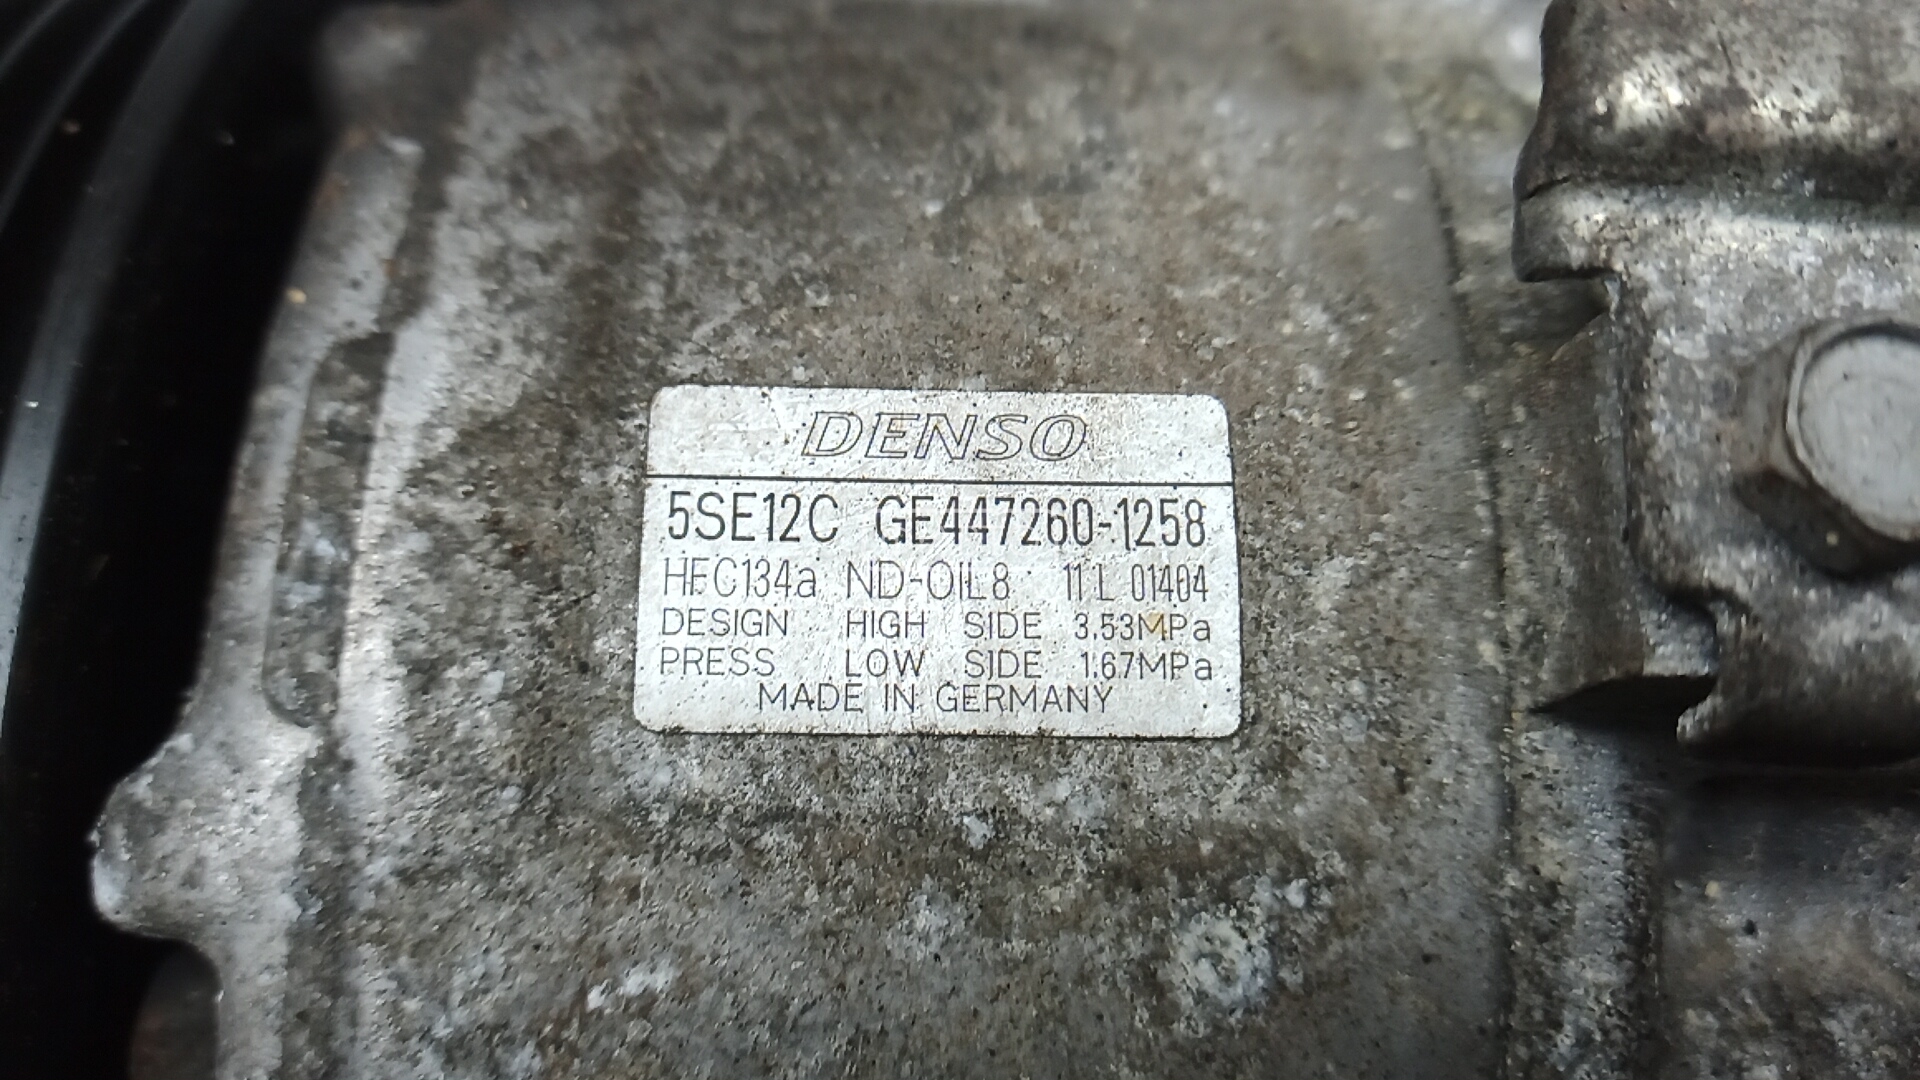 DENSO
5SE12C GE447260-1258
HFC134a ND-OIL8 11 L 01404
DESIGN HIGH SIDE 3.53MPa
PRESS LOW SIDE 1.67MPa
MADE IN GERMANY